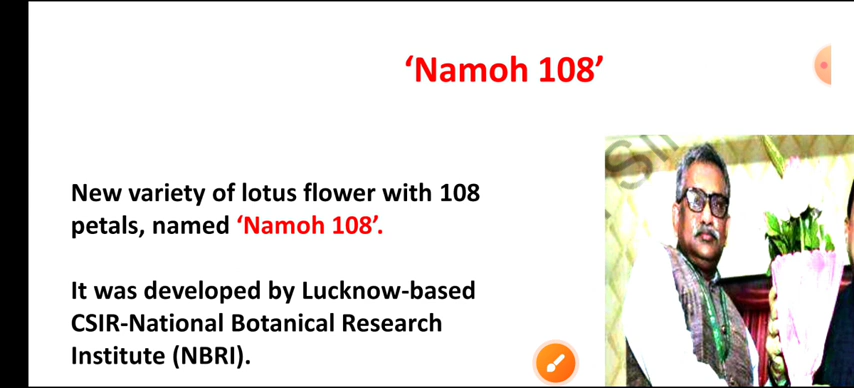 ‘Namoh 108’
New variety of lotus flower with 108
petals, named ‘Namoh 108’.
It was developed by Lucknow-based
CSIR-National Botanical Research
Institute (NBRI).